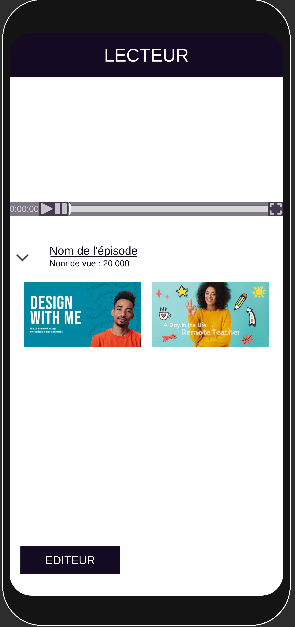 LECTEUR
0:00:00
Nom de l'épisode
Nom de vue : 20 000
DESIGN
WITH ME
A Day in the Life
Remote Teacher
EDITEUR